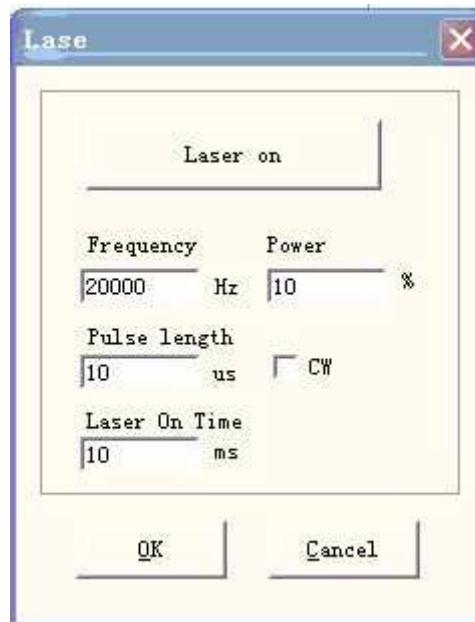 Lase
Laser on
Frequency Power
20000 Hz 10 %
Pulse length
10 us CW
Laser On Time
10 ms
OK Cancel